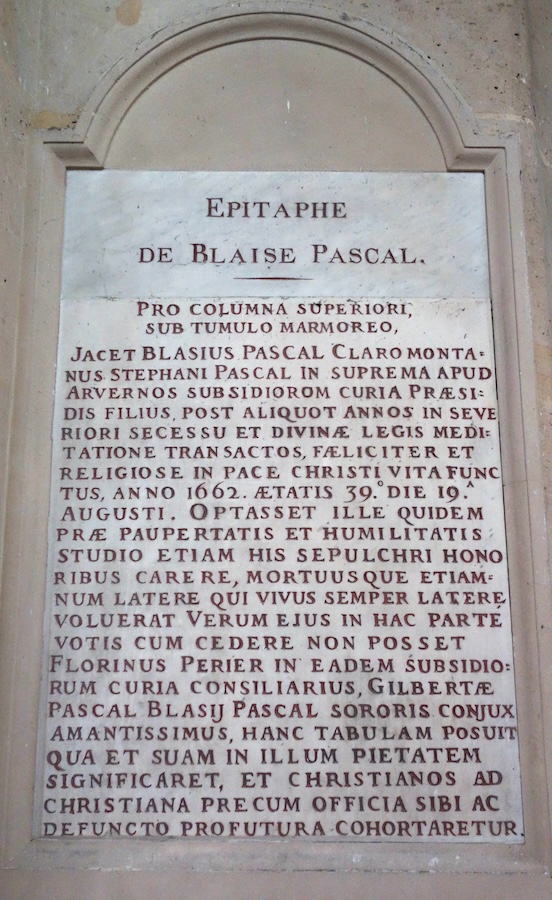 EPITAPHE
DE BLAISE PASCAL.
PRO COLUMNA SUPERIORI,
SUB TUMULO MARMOREO,
JACET BLASIUS PASCAL CLAROMONTA=
NUS STEPHANI PASCAL IN SUPREMA APUD
ARVERNOS SUBSIDIORUM CURIA PRÆSI=
DIS FILIUS, POST ALIQUOT ANNOS IN SEVE
RIORI SECESSU ET DIVINÆ LEGIS MEDI=
TATIONE TRANSACTOS, FÆLICITER ET
RELIGIOSE IN PACE CHRISTI VITA FUNC
TUS, ANNO 1662. ÆTATIS 39.° DIE 19.ᴬ
AUGUSTI. OPTASSET ILLE QUIDEM
PRÆ PAUPERTATIS ET HUMILITATIS
STUDIO ETIAM HIS SEPULCHRI HONO
RIBUS CARERE, MORTUUSQUE ETIAM=
NUM LATERE QUI VIVUS SEMPER LATERE
VOLUERAT VERUM EJUS IN HAC PARTE
VOTIS CUM CEDERE NON POSSET
FLORINUS PERIER IN EADEM SUBSIDIO=
RUM CURIA CONSILIARIUS, GILBERTÆ
PASCAL BLASIJ PASCAL SORORIS CONJUX
AMANTISSIMUS, HANC TABULAM POSUIT
QUA ET SUAM IN ILLUM PIETATEM
SIGNIFICARET, ET CHRISTIANOS AD
CHRISTIANA PRECUM OFFICIA SIBI AC
DEFUNCTO PROFUTURA COHORTARETUR.